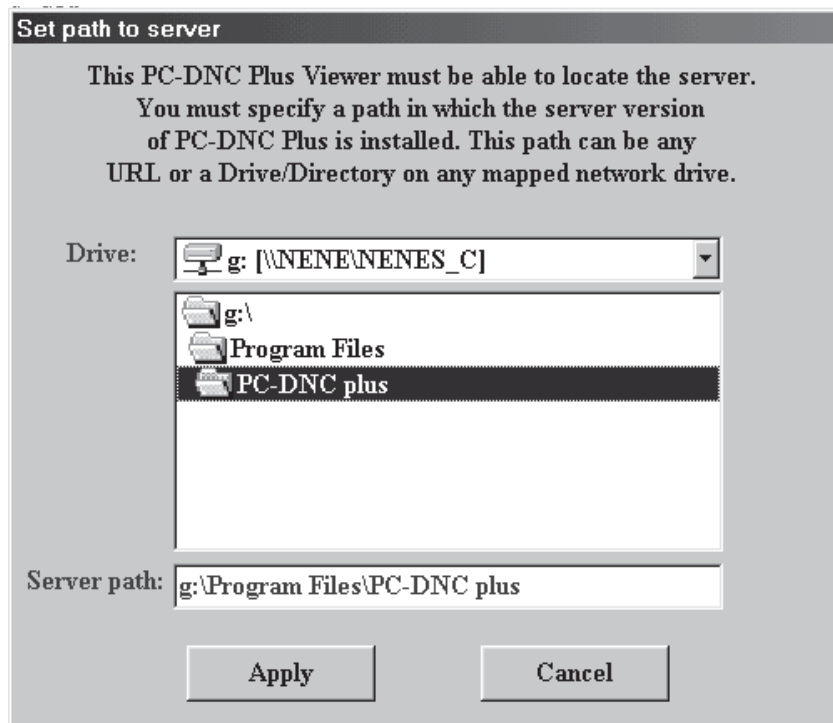 Set path to server
This PC-DNC Plus Viewer must be able to locate the server.
You must specify a path in which the server version
of PC-DNC Plus is installed. This path can be any
URL or a Drive/Directory on any mapped network drive.
Drive:
g: [\\NENE\NENES_C]
g:\
Program Files
PC-DNC plus
Server path:
g:\Program Files\PC-DNC plus
Apply
Cancel